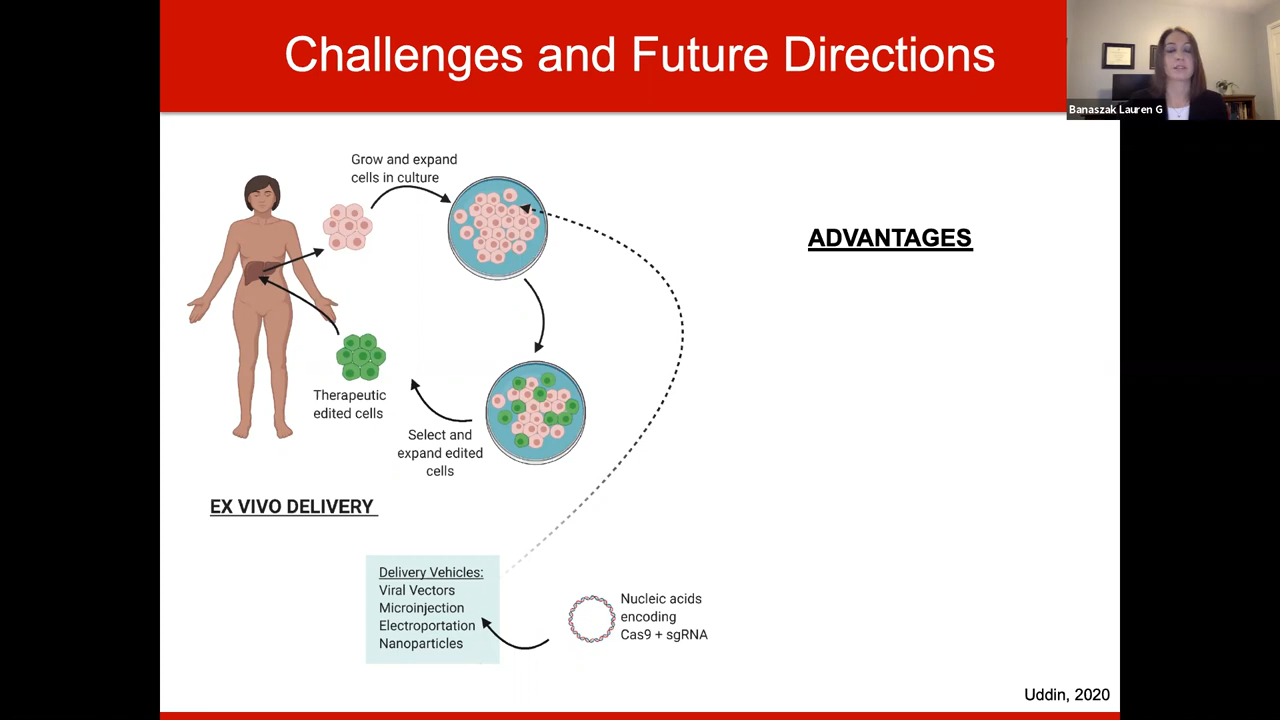 Challenges and Future Directions
Banaszak Lauren G
Grow and expand
cells in culture
ADVANTAGES
Therapeutic
edited cells
Select and
expand edited
cells
EX VIVO DELIVERY
Delivery Vehicles:
Viral Vectors
Microinjection
Electroportation
Nanoparticles
Nucleic acids
encoding
Cas9 + sgRNA
Uddin, 2020